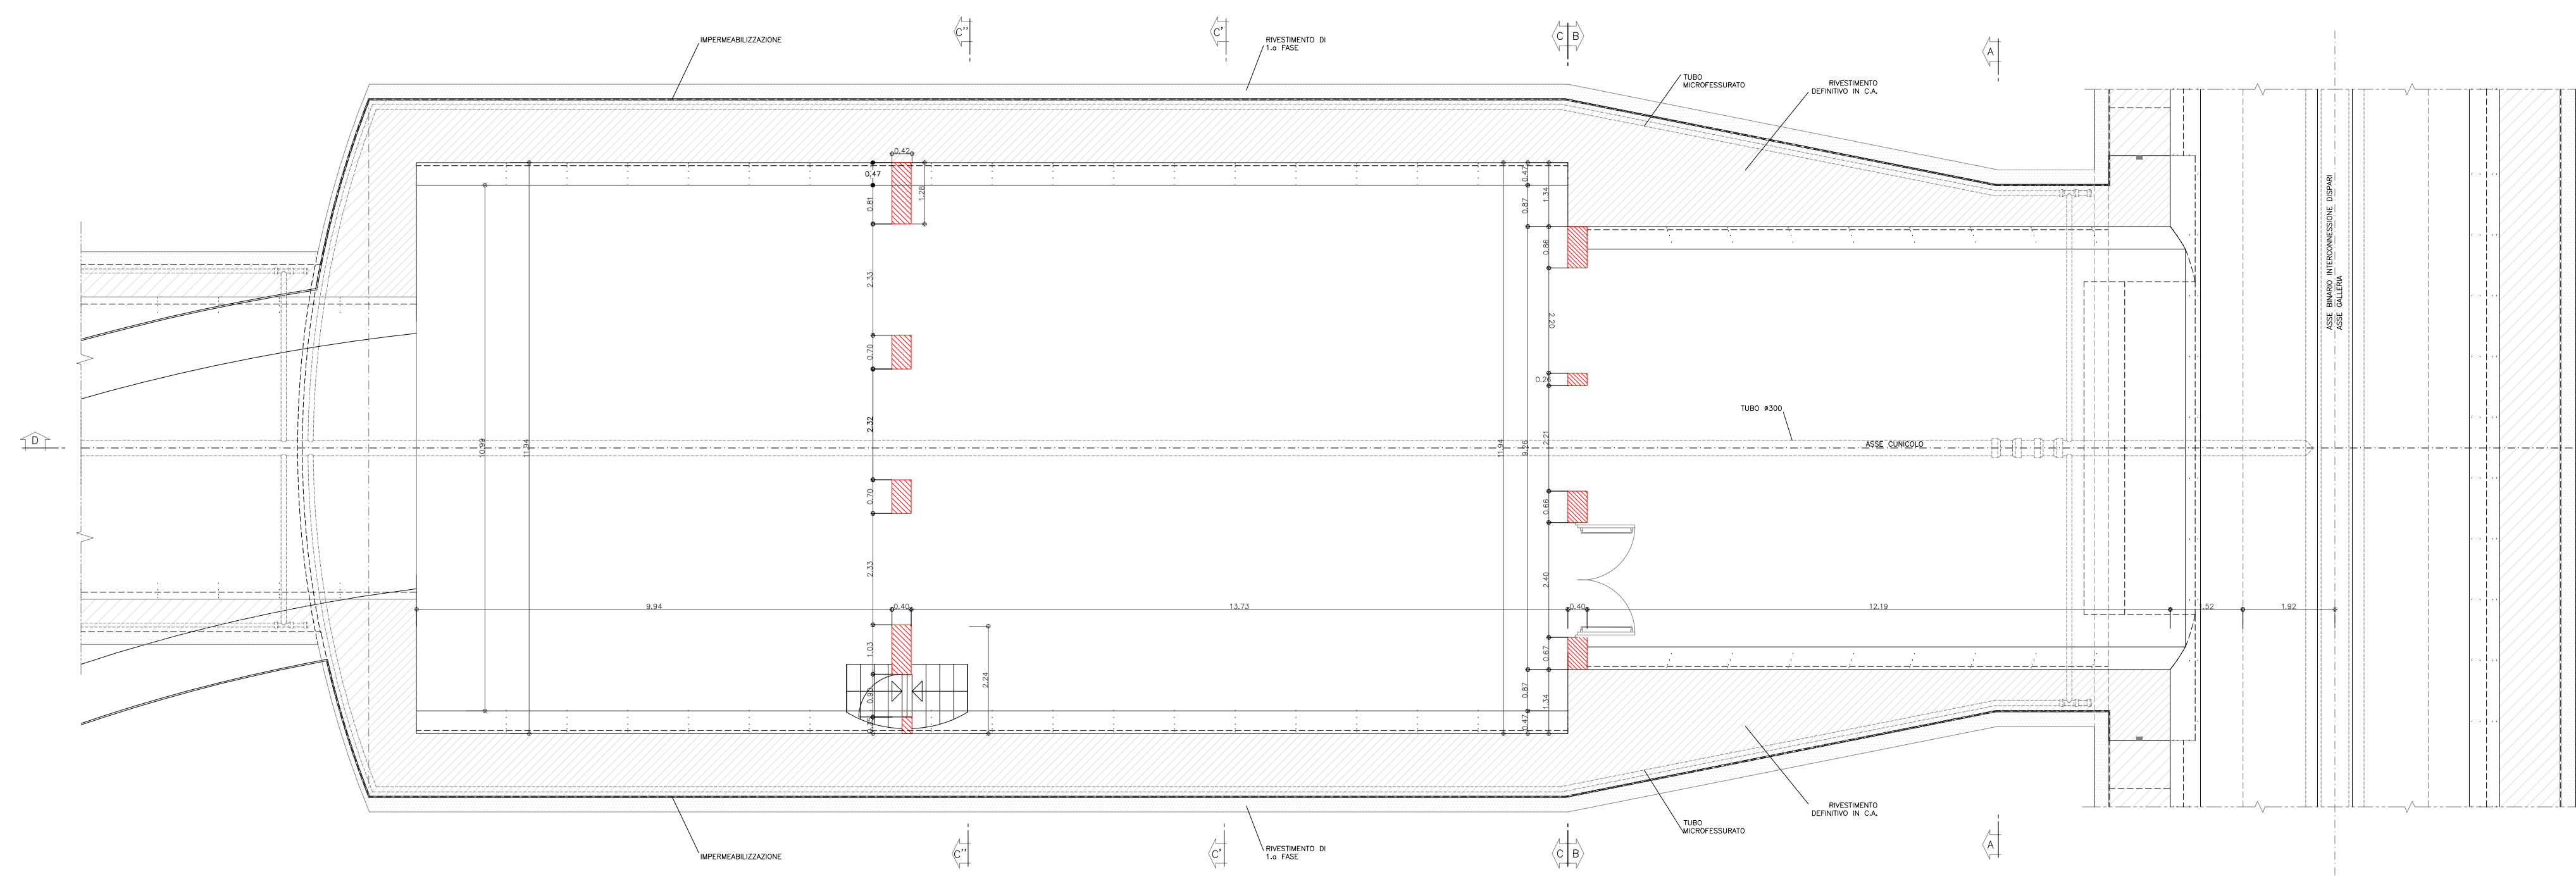 C''
C'
C
B
A
IMPERMEABILIZZAZIONE
RIVESTIMENTO DI
1.a FASE
TUBO
MICROFESSURATO
RIVESTIMENTO
DEFINITIVO IN C.A.
0.42
0.47
0.81
1.28
2.33
0.70
2.32
0.70
2.33
1.03
0.90
2.24
10.99
11.94
11.94
0.47
0.87
9.26
0.87
0.47
1.34
0.86
2.20
0.26
2.21
0.66
2.40
0.67
1.34
TUBO ø300
ASSE CUNICOLO
ASSE BINARIO INTERCONNESSIONE DISPARI
ASSE GALLERIA
D
9.94
0.40
13.73
0.40
12.19
1.52
1.92
IMPERMEABILIZZAZIONE
RIVESTIMENTO DI
1.a FASE
TUBO
MICROFESSURATO
RIVESTIMENTO
DEFINITIVO IN C.A.
C''
C'
C
B
A